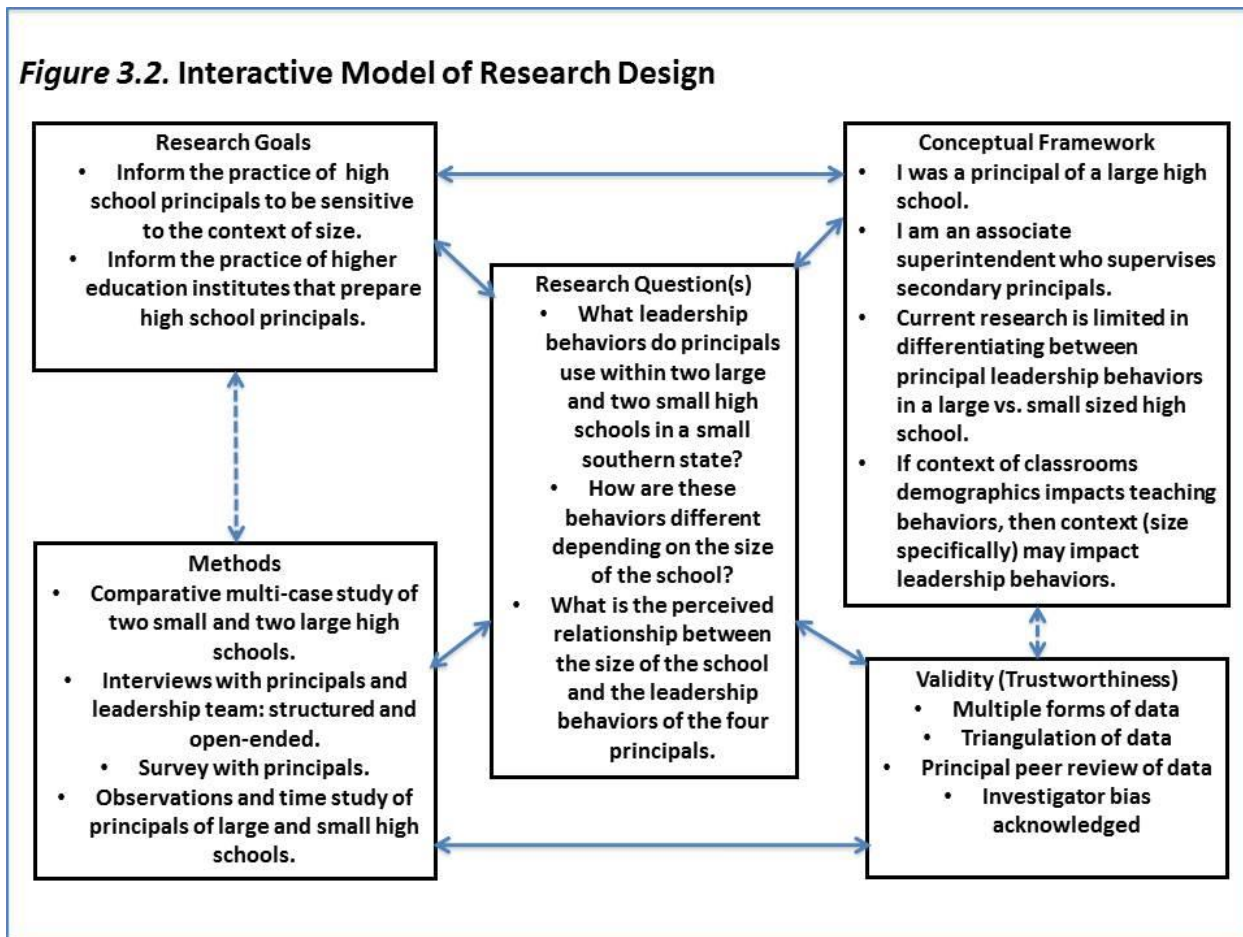 Figure 3.2. Interactive Model of Research Design
Research Goals
• Inform the practice of high
school principals to be sensitive
to the context of size.
• Inform the practice of higher
education institutes that prepare
high school principals.
Conceptual Framework
• I was a principal of a large high
school.
• I am an associate
superintendent who supervises
secondary principals.
• Current research is limited in
differentiating between
principal leadership behaviors
in a large vs. small sized high
school.
• If context of classrooms
demographics impacts teaching
behaviors, then context (size
specifically) may impact
leadership behaviors.
Research Question(s)
• What leadership
behaviors do principals
use within two large
and two small high
schools in a small
southern state?
• How are these
behaviors different
depending on the size
of the school?
• What is the perceived
relationship between
the size of the school
and the leadership
behaviors of the four
principals.
Methods
• Comparative multi-case study of
two small and two large high
schools.
• Interviews with principals and
leadership team: structured and
open-ended.
• Survey with principals.
• Observations and time study of
principals of large and small high
schools.
Validity (Trustworthiness)
• Multiple forms of data
• Triangulation of data
• Principal peer review of data
• Investigator bias
acknowledged